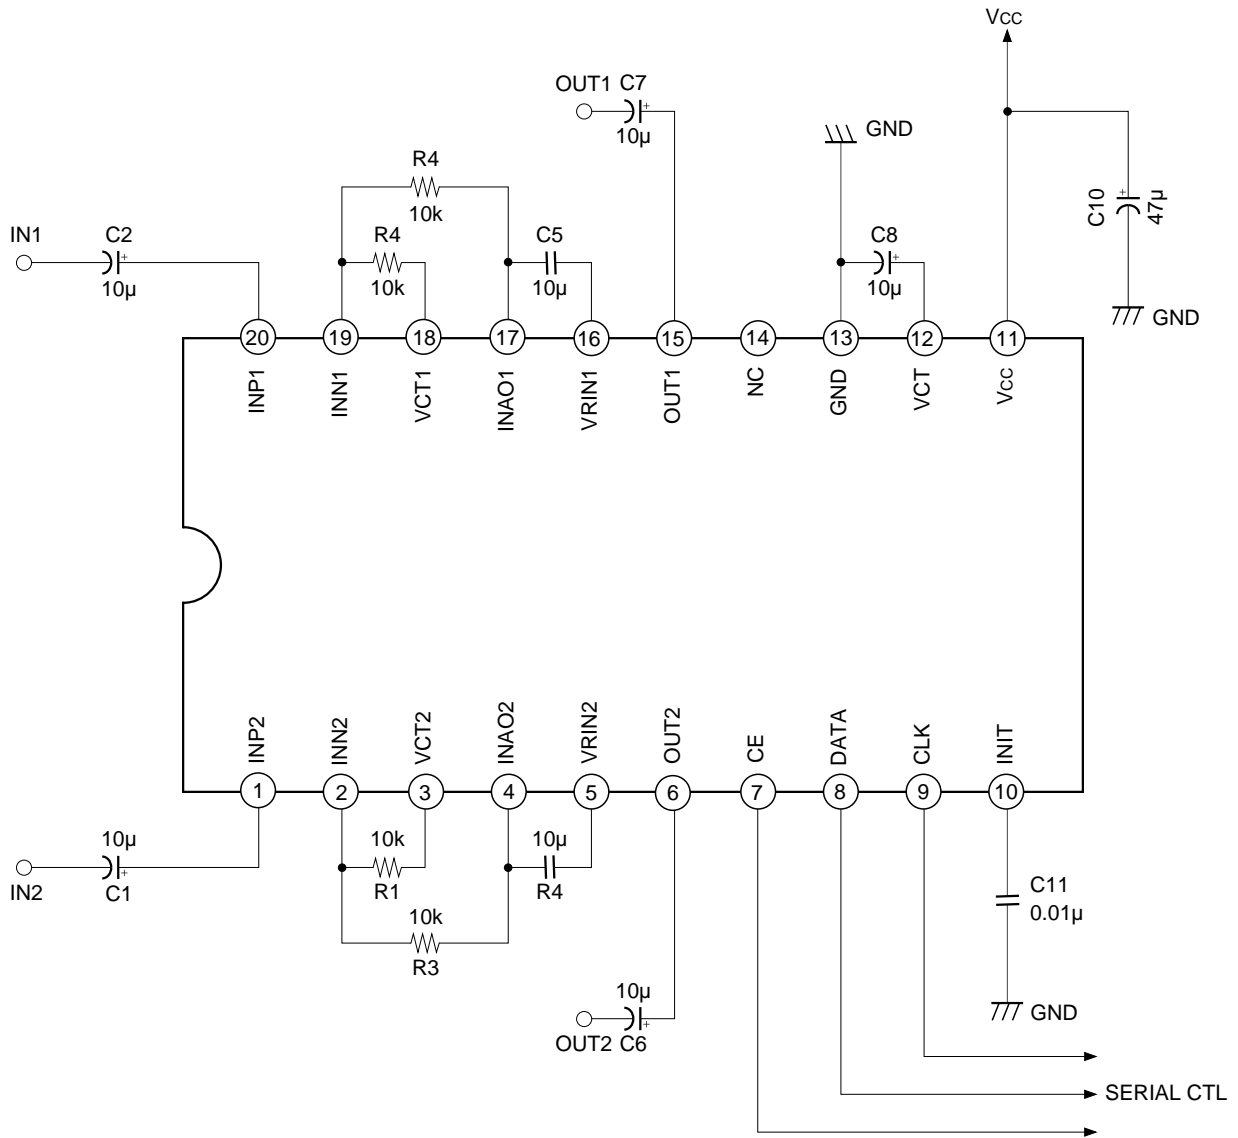 VCC
OUT1 C7
10µ
GND
R4
10k
C10
47µ
IN1
C2
10µ
R4
10k
C5
10µ
C8
10µ
GND
20
19
18
17
16
15
14
13
12
11
INP1
INN1
VCT1
INAO1
VRIN1
OUT1
NC
GND
VCT
VCC
INP2
INN2
VCT2
INAO2
VRIN2
OUT2
CE
DATA
CLK
INIT
1
2
3
4
5
6
7
8
9
10
10µ
C1
IN2
10k
R1
10µ
R4
10k
R3
C11
0.01µ
10µ
OUT2 C6
GND
SERIAL CTL